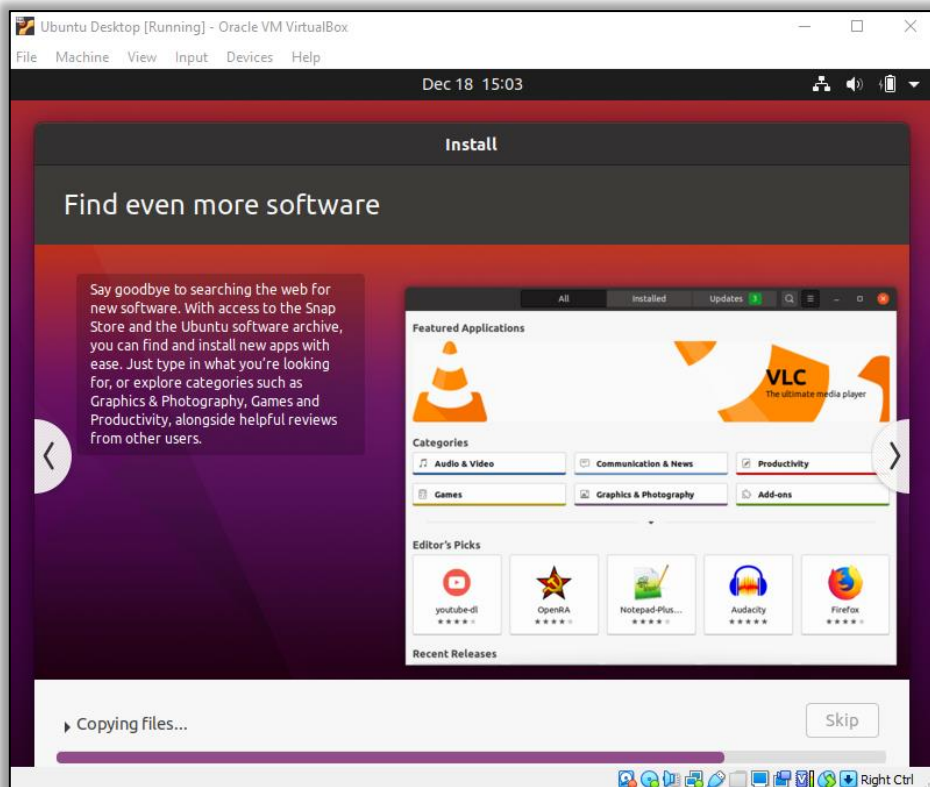 Ubuntu Desktop [Running] - Oracle VM VirtualBox
File Machine View Input Devices Help
Dec 18 15:03
Install
Find even more software
Say goodbye to searching the web for
new software. With access to the Snap
Store and the Ubuntu software archive,
you can find and install new apps with
ease. Just type in what you're looking
for, or explore categories such as
Graphics & Photography, Games and
Productivity, alongside helpful reviews
from other users.
All Installed Updates 3
Featured Applications
VLC
The ultimate media player
Categories
Audio & Video Communication & News Productivity
Games Graphics & Photography Add-ons
Editor's Picks
youtube-dl OpenRA Notepad-Plus... Audacity Firefox
Recent Releases
Copying files...
Skip
Right Ctrl